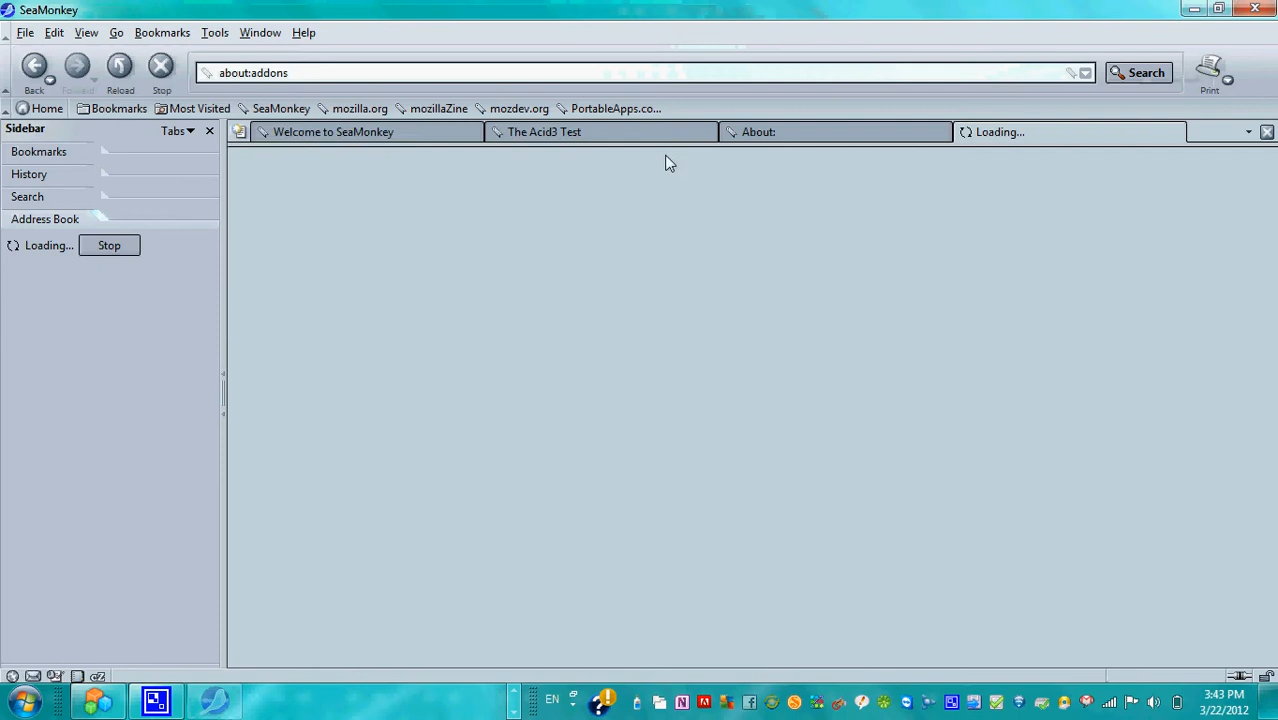 SeaMonkey
File Edit View Go Bookmarks Tools Window Help
Back Forward Reload Stop about:addons Search Print
Home Bookmarks Most Visited SeaMonkey mozilla.org mozillaZine mozdev.org PortableApps.co...
Sidebar Tabs
Welcome to SeaMonkey The Acid3 Test About: Loading...
Bookmarks
History
Search
Address Book
Loading... Stop
EN
3:43 PM
3/22/2012